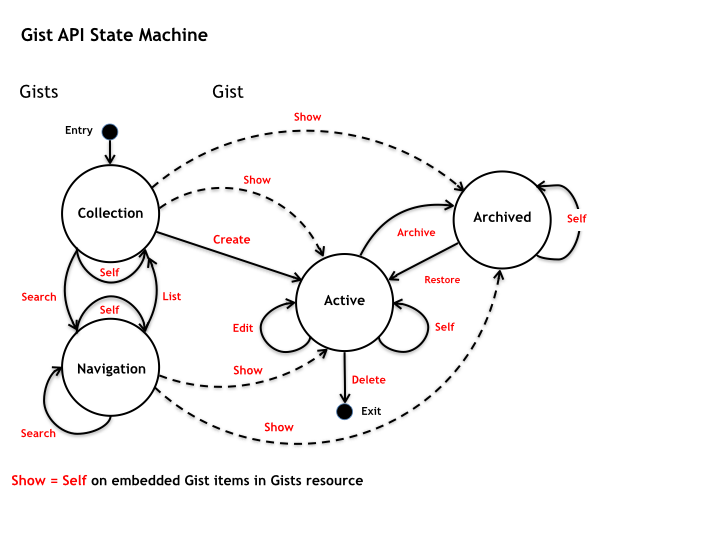 Gist API State Machine
Gists
Gist
Show
Entry
Show
Collection
Archived
Self
Archive
Create
Self
Restore
Search
List
Active
Self
Edit
Self
Navigation
Show
Delete
Exit
Search
Show
Show = Self on embedded Gist items in Gists resource